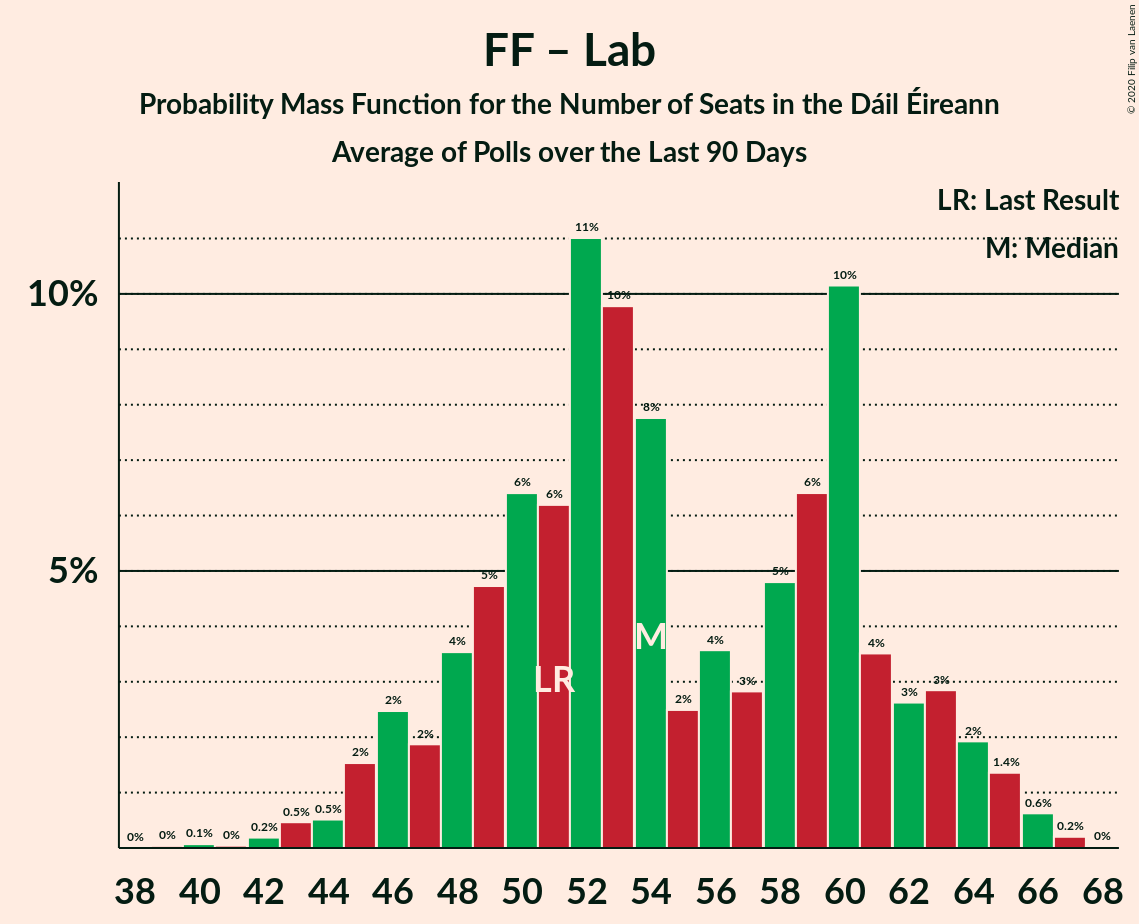 © 2020 Filip van Laenen
FF – Lab
Probability Mass Function for the Number of Seats in the Dáil Éireann
Average of Polls over the Last 90 Days
LR: Last Result
M: Median
10%
5%
0% 0% 0.1% 0% 0.2% 0.5% 0.5% 2% 2% 2% 4% 5% 6% 6% 11% 10% 8% 2% 4% 3% 5% 6% 10% 4% 3% 3% 2% 1.4% 0.6% 0.2% 0%
LR
M
38 40 42 44 46 48 50 52 54 56 58 60 62 64 66 68